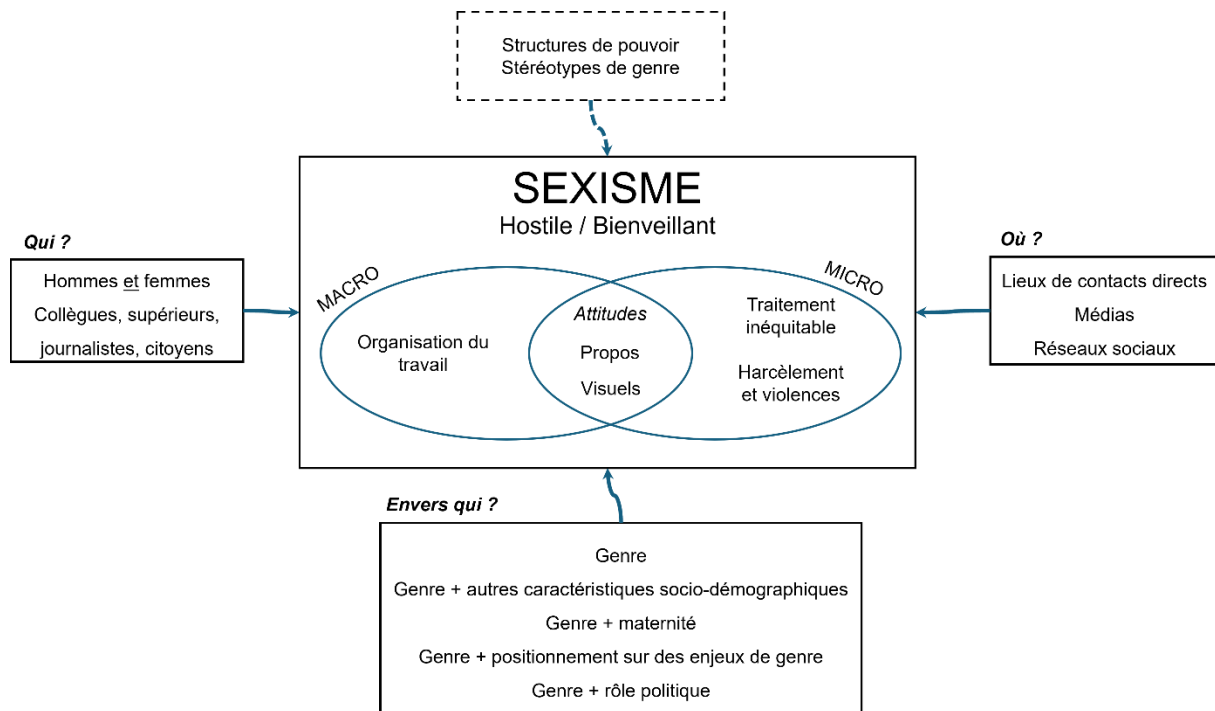 Structures de pouvoir
Stéréotypes de genre
SEXISME
Hostile / Bienveillant
Qui ?
Hommes et femmes
Collègues, supérieurs,
journalistes, citoyens
MACRO
Organisation du
travail
Attitudes
Propos
Visuels
MICRO
Traitement
inéquitable
Harcèlement
et violences
Où ?
Lieux de contacts directs
Médias
Réseaux sociaux
Envers qui ?
Genre
Genre + autres caractéristiques socio-démographiques
Genre + maternité
Genre + positionnement sur des enjeux de genre
Genre + rôle politique